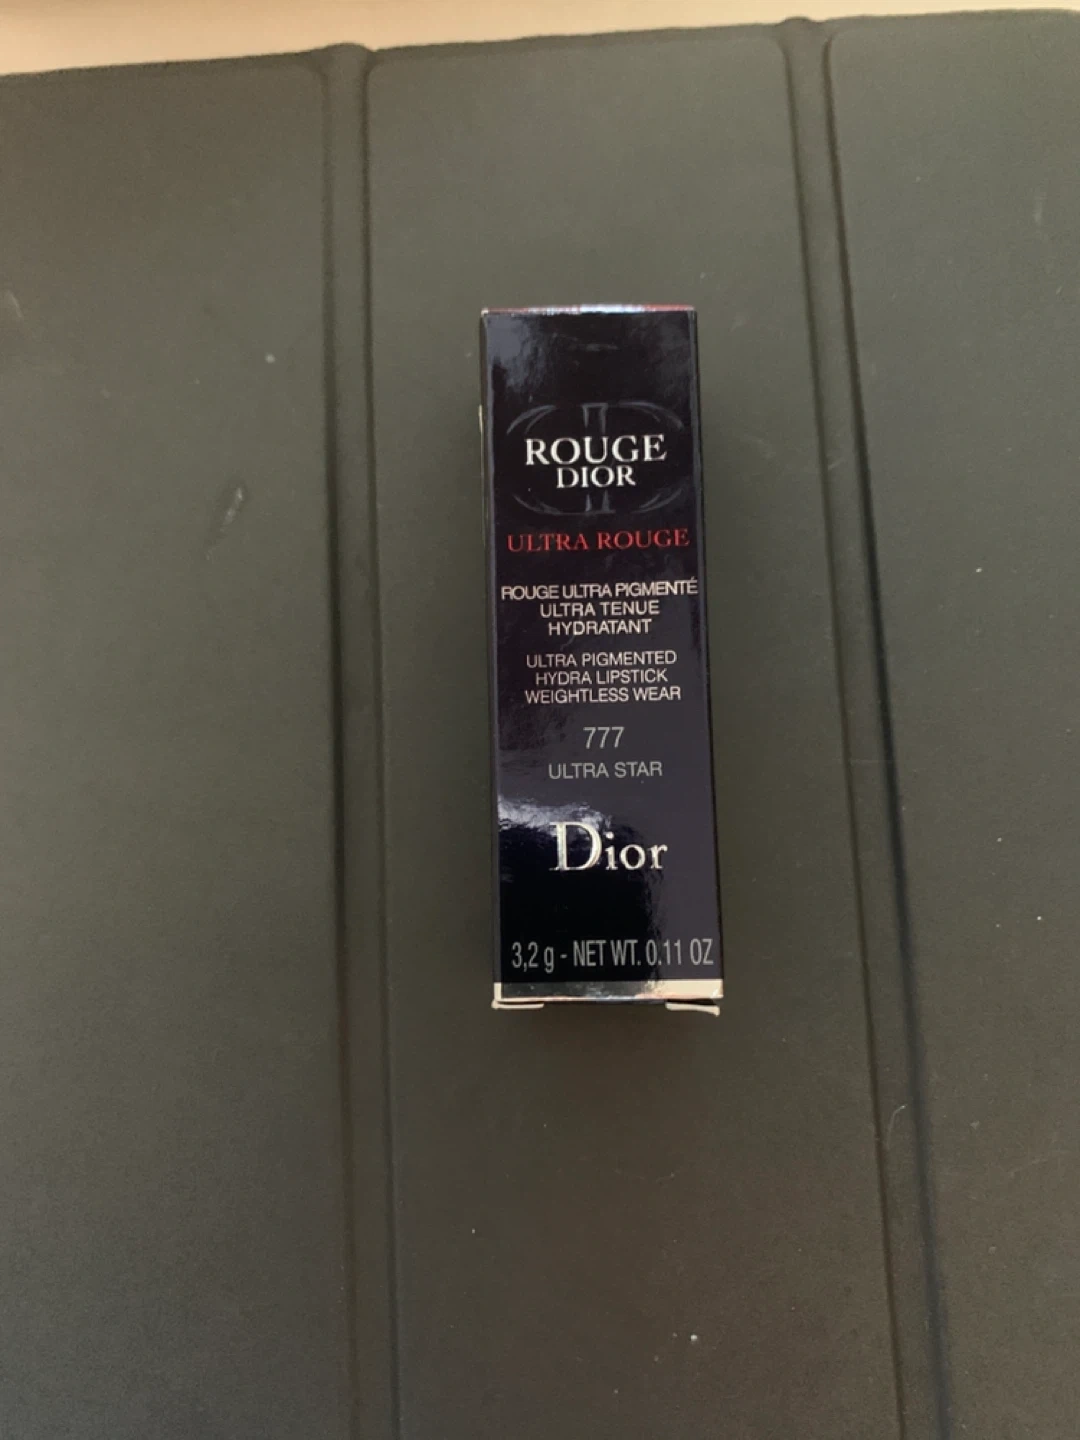 ROUGE
DIOR
ULTRA ROUGE
ROUGE ULTRA PIGMENTÉ
ULTRA TENUE
HYDRATANT
ULTRA PIGMENTED
HYDRA LIPSTICK
WEIGHTLESS WEAR
777
ULTRA STAR
Dior
3,2 g - NET WT. 0.11 OZ